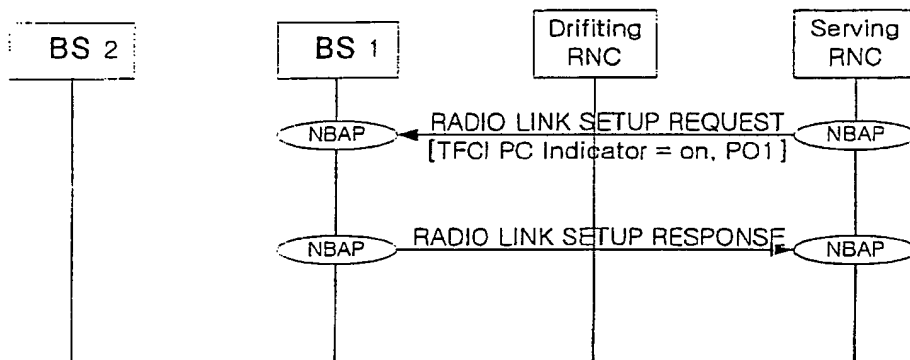 BS 2
BS 1
Drifiting
RNC
Serving
RNC
NBAP
RADIO LINK SETUP REQUEST
[TFCI PC Indicator = on, PO1]
NBAP
NBAP
RADIO LINK SETUP RESPONSE
NBAP